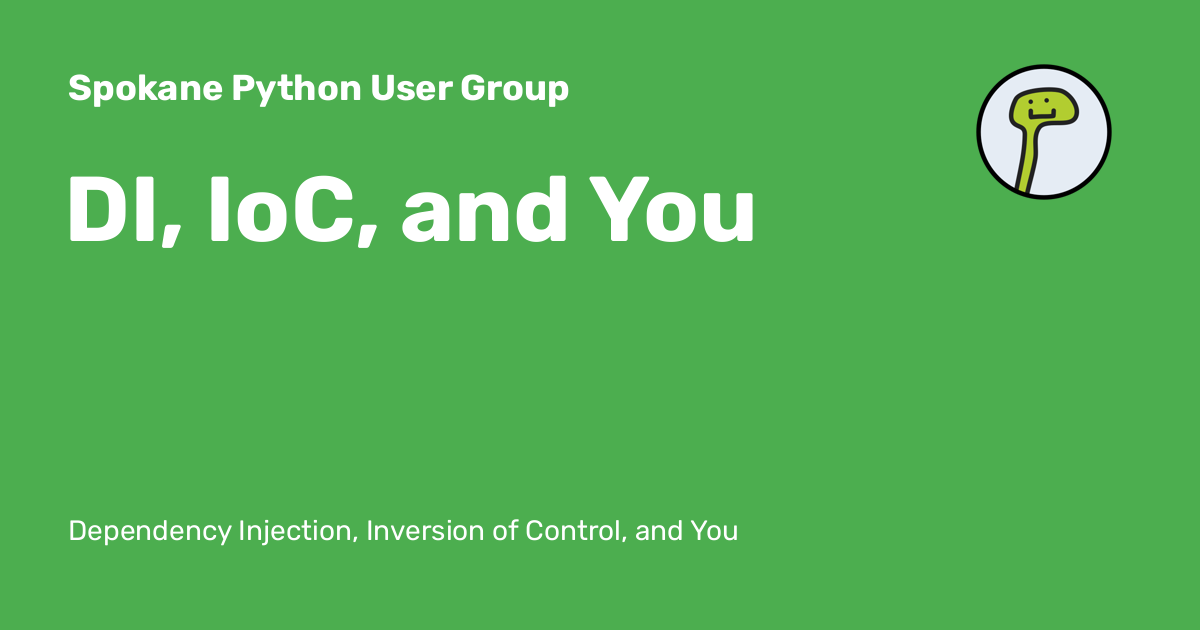 Spokane Python User Group
DI, IoC, and You
Dependency Injection, Inversion of Control, and You